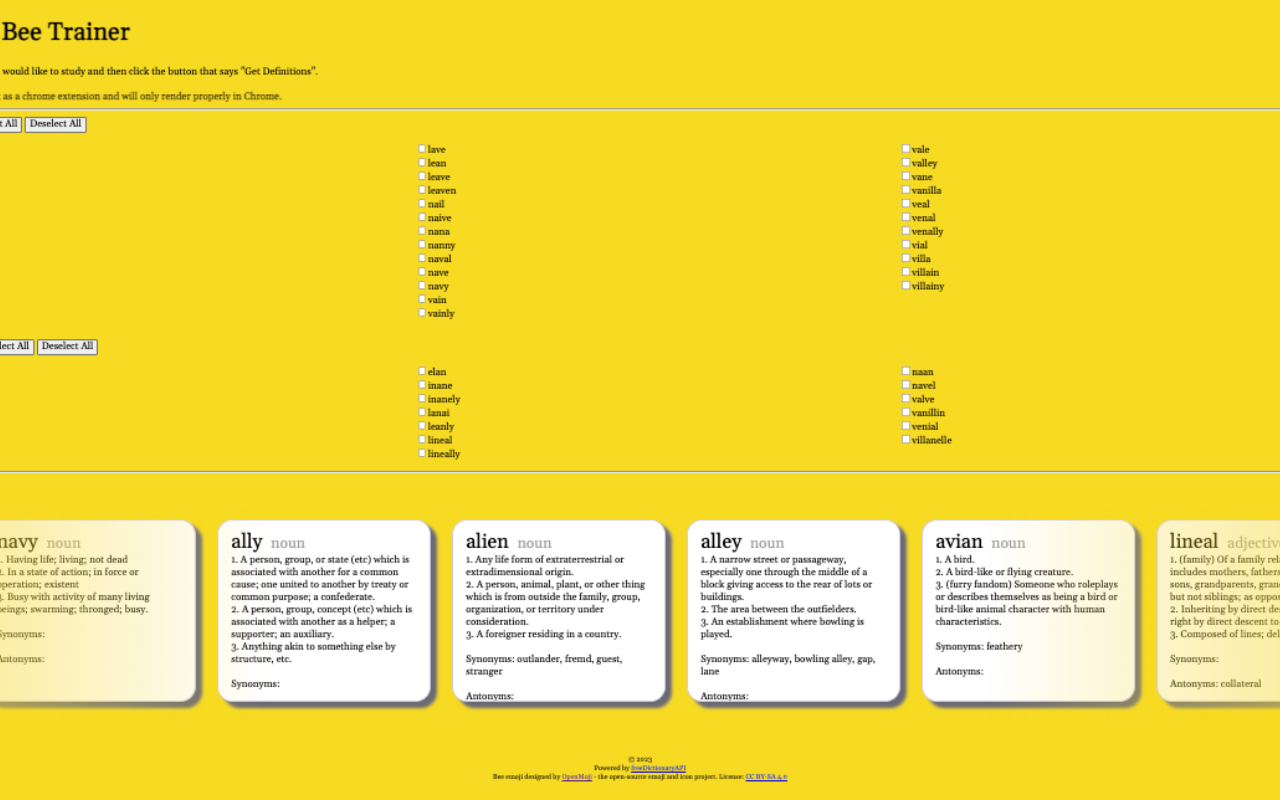 Bee Trainer
would like to study and then click the button that says "Get Definitions".
as a chrome extension and will only render properly in Chrome.
t All Deselect All
lave
lean
leave
leaven
nail
naive
nana
nanny
naval
nave
navy
vain
vainly
vale
valley
vane
vanilla
veal
venal
venally
vial
villa
villain
villainy
lect All Deselect All
elan
inane
inanely
lanai
leanly
lineal
lineally
naan
navel
valve
vanillin
venial
villanelle
navy noun
1. Having life; living; not dead
2. In a state of action; in force or
operation; existent
3. Busy with activity of many living
beings; swarming; thronged; busy.
Synonyms:
Antonyms:
ally noun
1. A person, group, or state (etc) which is
associated with another for a common
cause; one united to another by treaty or
common purpose; a confederate.
2. A person, group, concept (etc) which is
associated with another as a helper; a
supporter; an auxiliary.
3. Anything akin to something else by
structure, etc.
Synonyms:
alien noun
1. Any life form of extraterrestrial or
extradimensional origin.
2. A person, animal, plant, or other thing
which is from outside the family, group,
organization, or territory under
consideration.
3. A foreigner residing in a country.
Synonyms: outlander, fremd, guest,
stranger
Antonyms:
alley noun
1. A narrow street or passageway,
especially one through the middle of a
block giving access to the rear of lots or
buildings.
2. The area between the outfielders.
3. An establishment where bowling is
played.
Synonyms: alleyway, bowling alley, gap,
lane
Antonyms:
avian noun
1. A bird.
2. A bird-like or flying creature.
3. (furry fandom) Someone who roleplays
or describes themselves as being a bird or
bird-like animal character with human
characteristics.
Synonyms: feathery
Antonyms:
lineal adjective
1. (family) Of a family rel
includes mothers, fathers
sons, grandparents, gran
but not siblings; as oppos
2. Inheriting by direct des
right by direct descent to
3. Composed of lines; del
Synonyms:
Antonyms: collateral
© 2023
Powered by freeDictionaryAPI
Bee emoji designed by OpenMoji - the open-source emoji and icon project. License: CC BY-SA 4.0